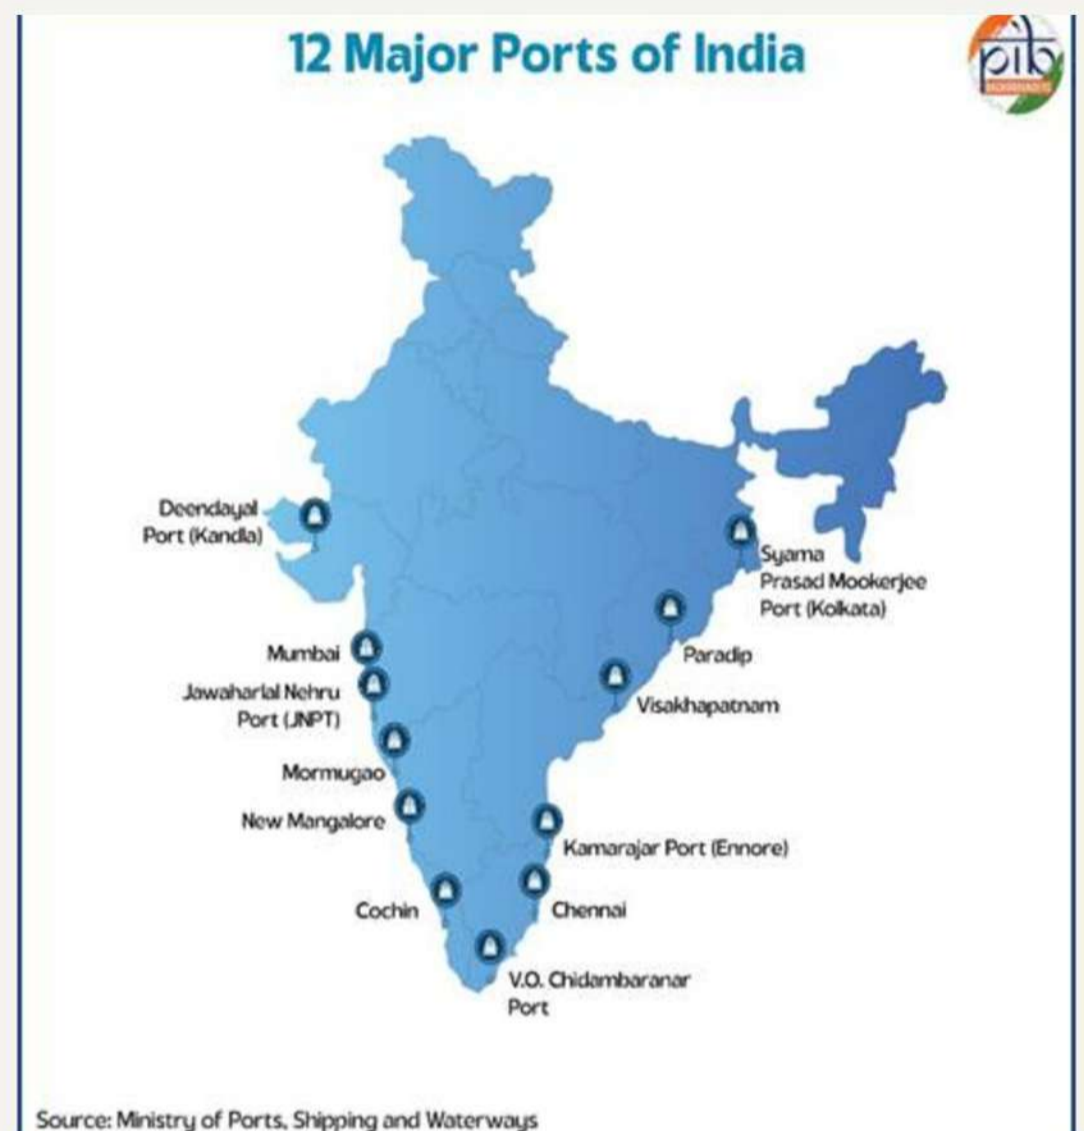 12 Major Ports of India
pib
Deendayal
Port (Kandla)
Syama
Prasad Mookerjee
Port (Kolkata)
Mumbai
Paradip
Jawaharlal Nehru
Port (JNPT)
Visakhapatnam
Mormugao
New Mangalore
Kamarajar Port (Ennore)
Cochin
Chennai
V.O. Chidambaranar
Port
Source: Ministry of Ports, Shipping and Waterways